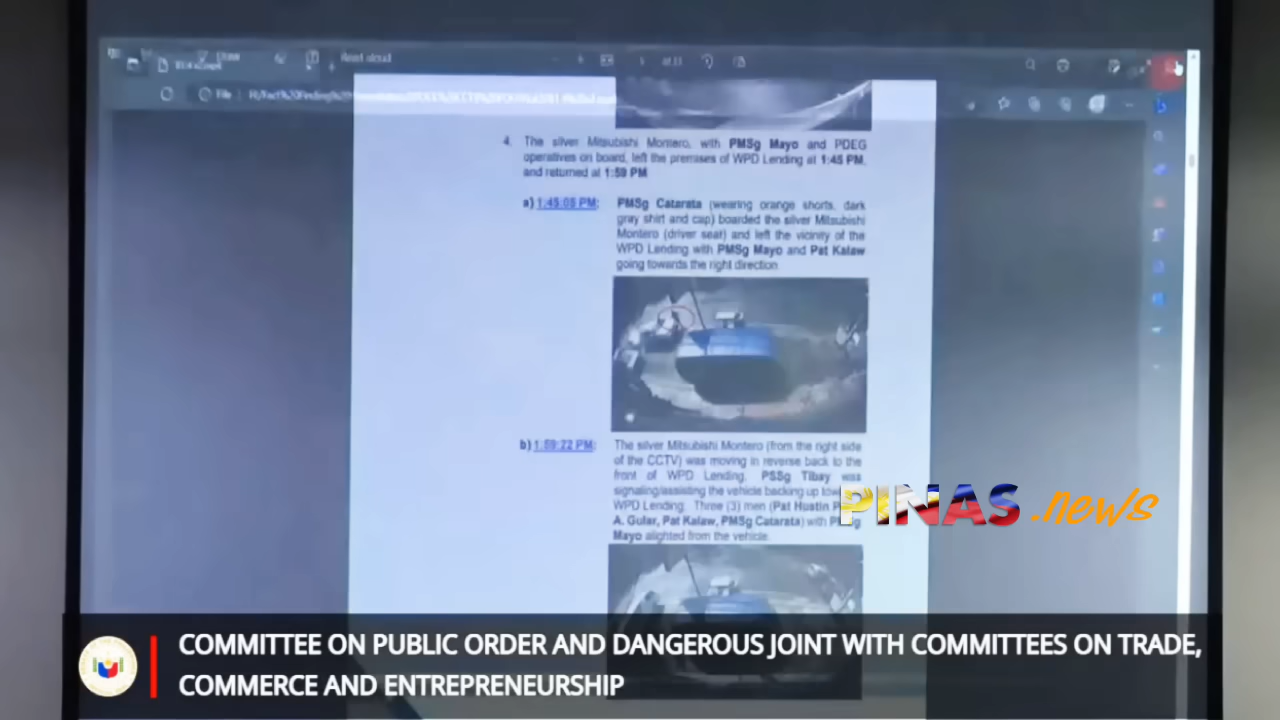 Read aloud
of 33
File
4. The silver Mitsubishi Montero, with PMSg Mayo and PDEG
operatives on board, left the premises of WPD Lending at 1:45 PM,
and returned at 1:59 PM
a) 1:45:05 PM: PMSg Catarata (wearing orange shorts, dark
gray shirt and cap) boarded the silver Mitsubishi
Montero (driver seat) and left the vicinity of the
WPD Lending with PMSg Mayo and Pat Kalaw
going towards the right direction
b) 1:59:22 PM: The silver Mitsubishi Montero (from the right side
of the CCTV) was moving in reverse back to the
front of WPD Lending. PSSg Tibay was
signaling/assisting the vehicle backing up
WPD Lending. Three (3) men (Pat Hustin
A. Gular, Pat Kalaw, PMSg Catarata) with
Mayo alighted from the vehicle.
PINAS.news
COMMITTEE ON PUBLIC ORDER AND DANGEROUS JOINT WITH COMMITTEES ON TRADE,
COMMERCE AND ENTREPRENEURSHIP